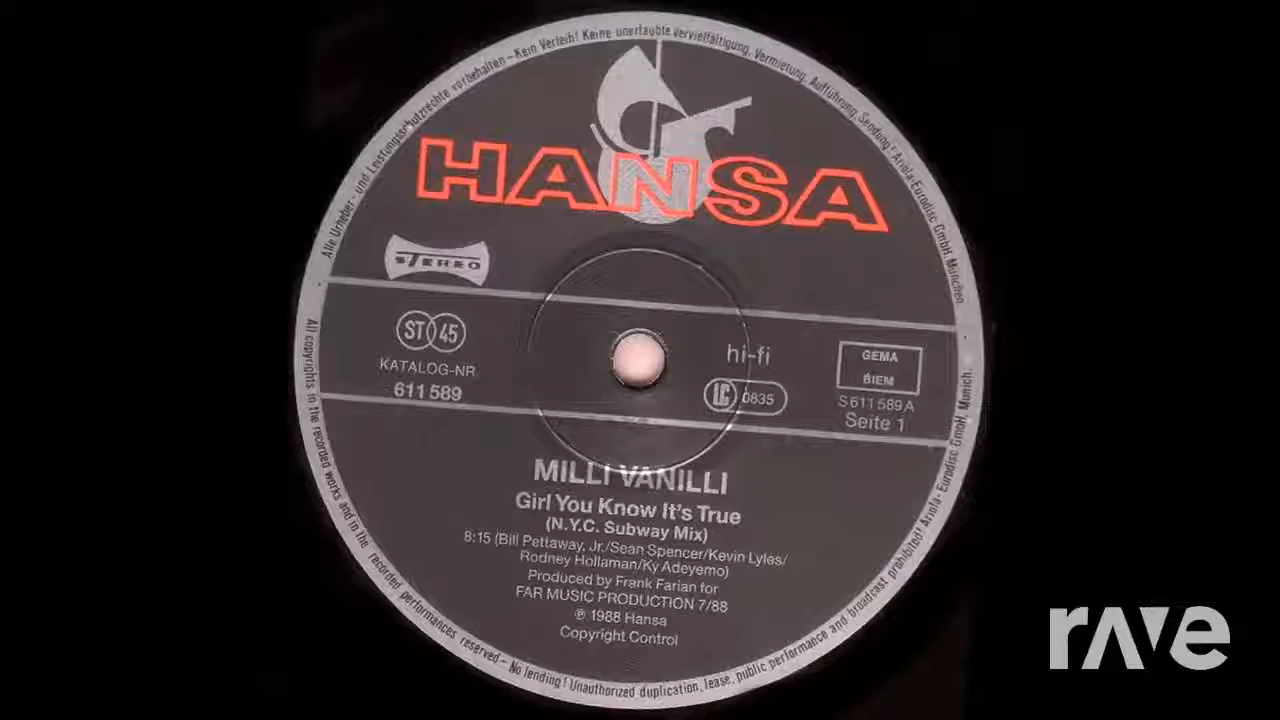 Alle Urheber- und Leistungsschutzrechte vorbehalten – Kein Verleih! Keine unerlaubte Vervielfältigung, Vermietung, Aufführung, Sendung! Ariola-Eurodisc GmbH, München
HANSA
STEREO
ST 45
KATALOG-NR
611 589
hi-fi
LC 0835
GEMA
BIEM
S 611 589 A
Seite 1
MILLI VANILLI
Girl You Know It's True
(N.Y.C. Subway Mix)
8:15 (Bill Pettaway, Jr./Sean Spencer/Kevin Lyles/
Rodney Hollaman/Ky Adeyemo)
Produced by Frank Farian for
FAR MUSIC PRODUCTION 7/88
℗ 1988 Hansa
Copyright Control
All copyrights in the recorded works and in the recorded performances reserved – No lending! Unauthorized duplication, lease, public performance and broadcast prohibited! Ariola-Eurodisc GmbH, Munich.
rave